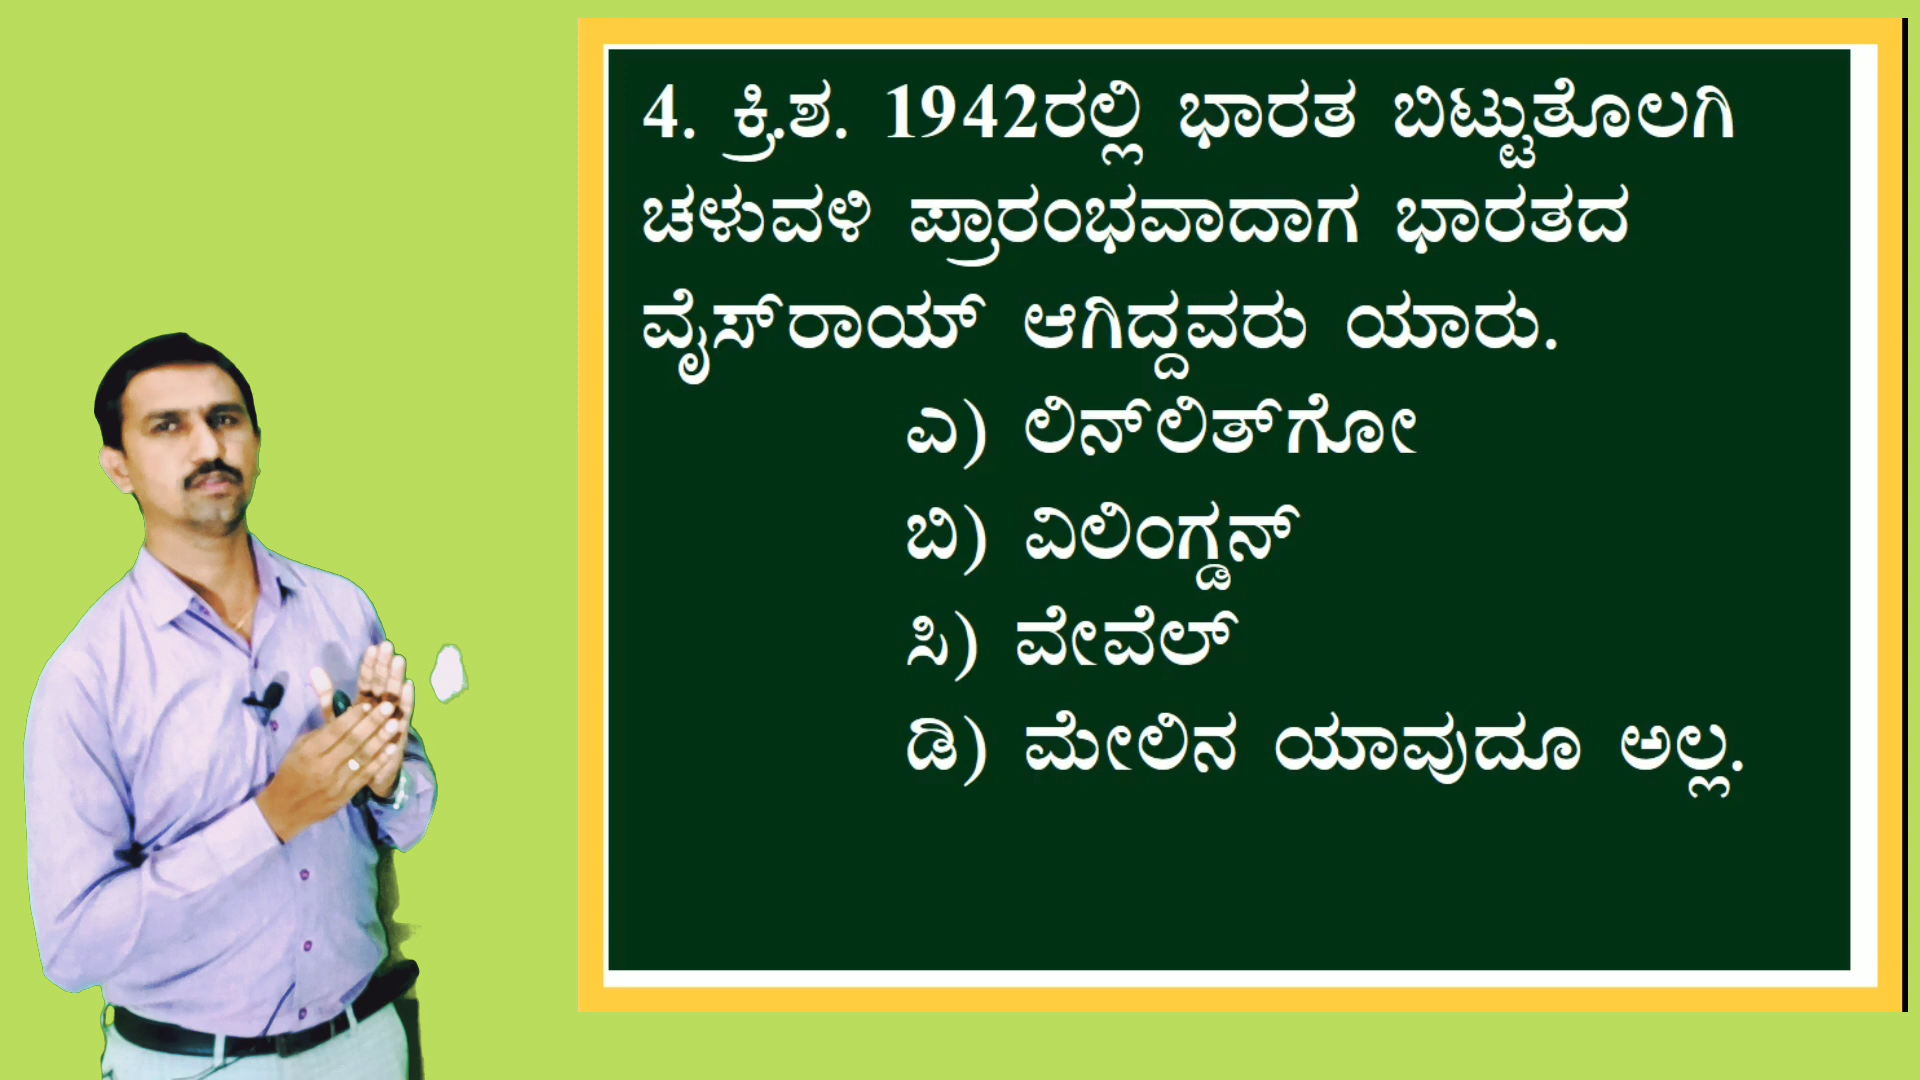 4. ಕ್ರಿ.ಶ. 1942ರಲ್ಲಿ ಭಾರತ ಬಿಟ್ಟುತೊಲಗಿ
ಚಳುವಳಿ ಪ್ರಾರಂಭವಾದಾಗ ಭಾರತದ
ವೈಸ್‌ರಾಯ್ ಆಗಿದ್ದವರು ಯಾರು.
ಎ) ಲಿನ್‌ಲಿತ್‌ಗೋ
ಬಿ) ವಿಲಿಂಗ್ಡನ್
ಸಿ) ವೇವೆಲ್
ಡಿ) ಮೇಲಿನ ಯಾವುದೂ ಅಲ್ಲ.